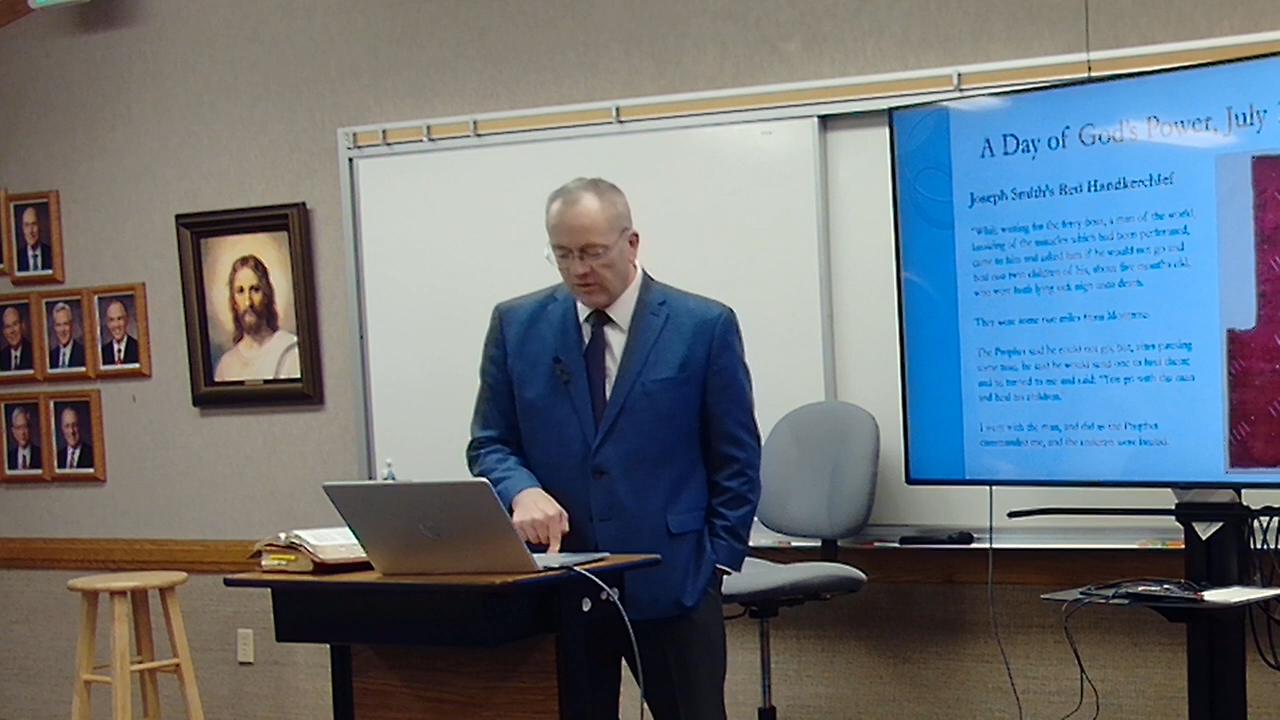 A Day of God's Power, July
Joseph Smith's Red Handkerchief
"While waiting for the ferry boat, a man of the world,
knowing of the miracles which had been performed,
came to him and asked him if he would not go and
heal two twin children of his, about five months old,
who were both lying sick nigh unto death.
They were some two miles from Montrose.
The Prophet said he could not go; but, after pausing
some time, he said he would send one to heal them;
and he turned to me and said: "You go with the man
and heal his children."
I went with the man, and did as the Prophet
commanded me, and the children were healed.